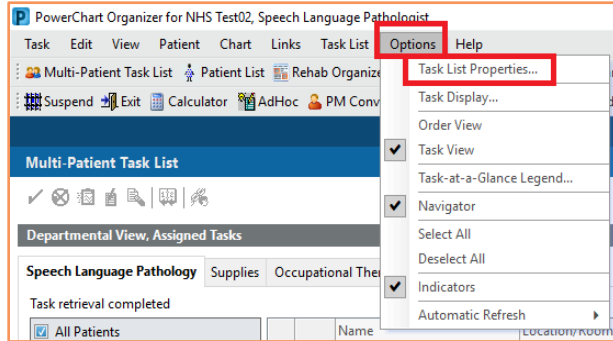 PowerChart Organizer for NHS Test02, Speech Language Pathologist
Task Edit View Patient Chart Links Task List Options Help
Multi-Patient Task List Patient List Rehab Organize
Suspend Exit Calculator AdHoc PM Conv
Task List Properties...
Task Display...
Order View
Task View
Task-at-a-Glance Legend...
Navigator
Select All
Deselect All
Indicators
Automatic Refresh
Multi-Patient Task List
Departmental View, Assigned Tasks
Speech Language Pathology Supplies Occupational The
Task retrieval completed
All Patients Name Location/Room